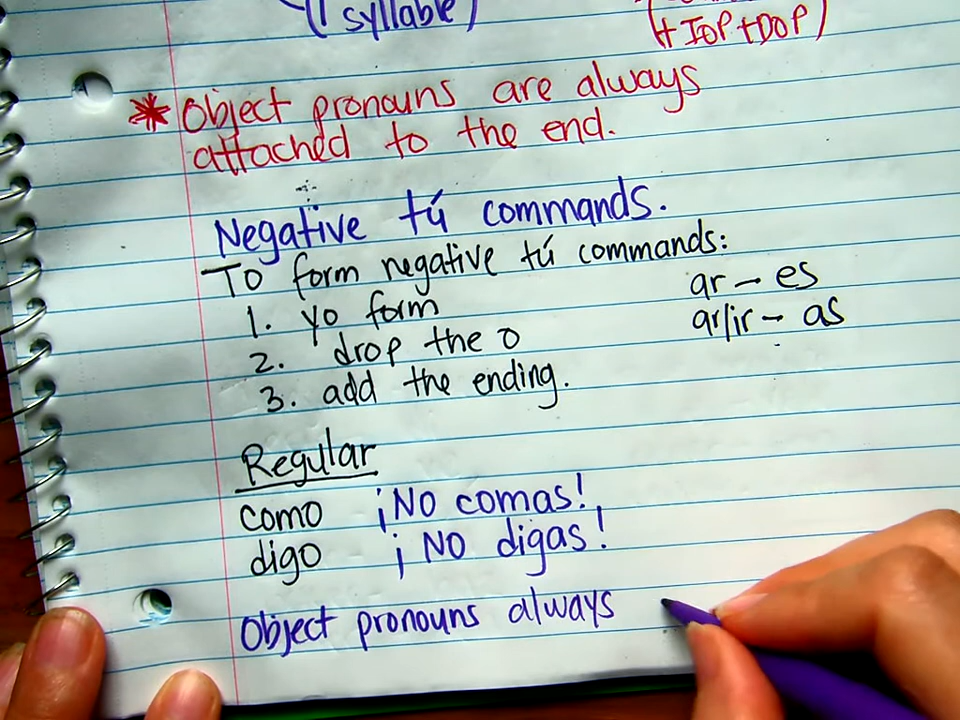 (1 syllable)
(+ IOP + DOP)
* Object pronouns are always
attached to the end.
Negative tú commands.
To form negative tú commands:
1. yo form
2. drop the o
3. add the ending.
ar – es
ar/ir – as
Regular
como ¡No comas!
digo ¡No digas!
Object pronouns always